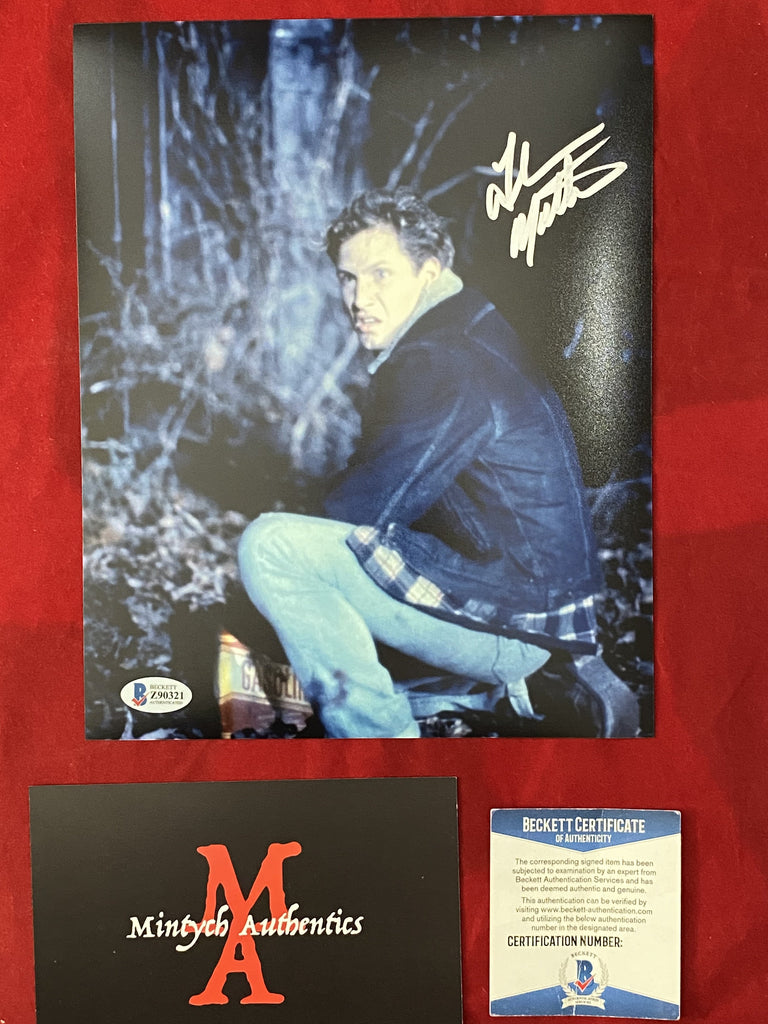 BECKETT
Z90321
AUTHENTICATED
GASOLIN
MA
Mintych Authentics
BECKETT CERTIFICATE
OF AUTHENTICITY
The corresponding signed item has been
subjected to examination by an expert from
Beckett Authentication Services and has
been deemed authentic and genuine.
This authentication can be verified by
visiting www.beckett-authentication.com
and utilizing the below authentication
number in the designated area.
CERTIFICATION NUMBER:
BECKETT